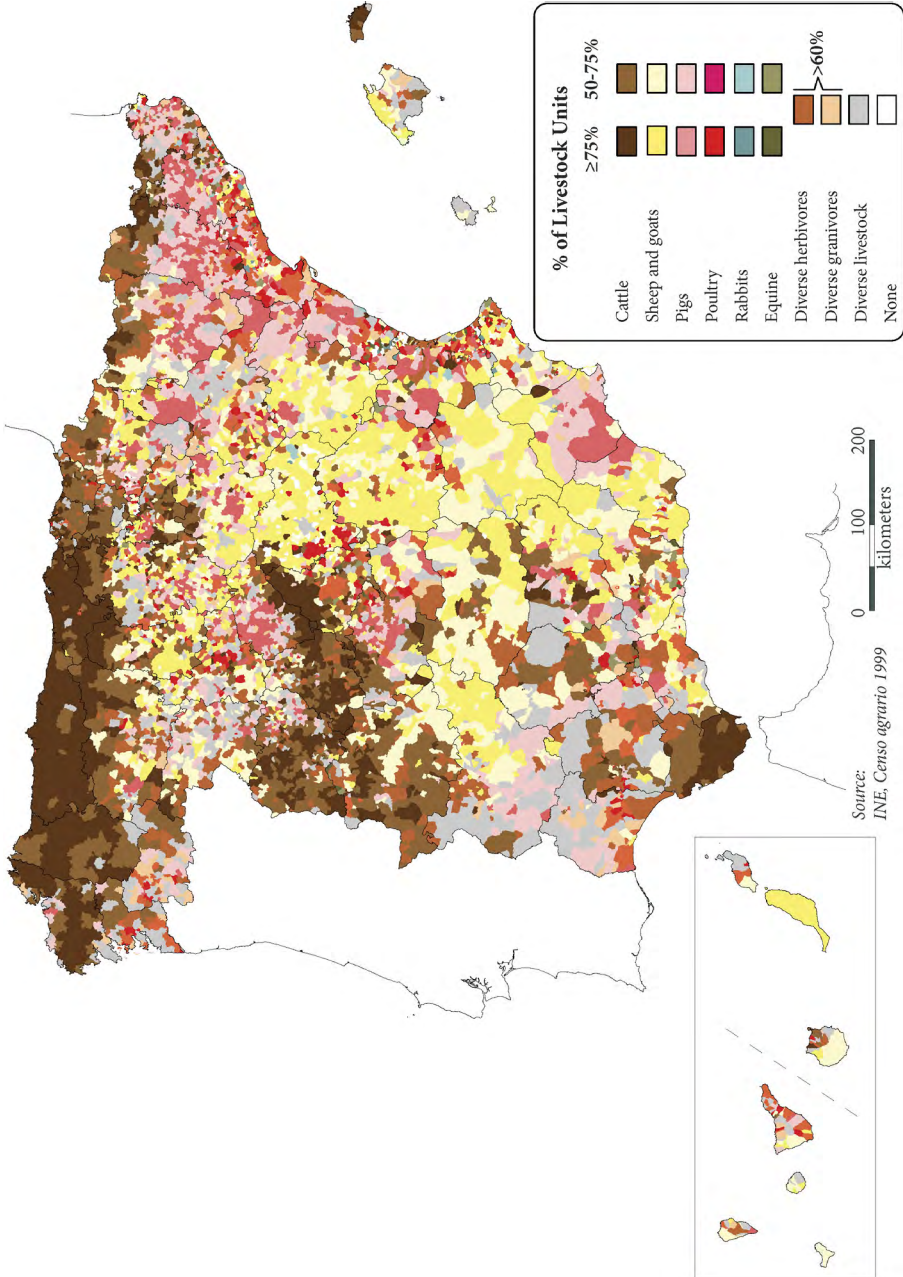 % of Livestock Units
≥75% 50-75%
Cattle
Sheep and goats
Pigs
Poultry
Rabbits
Equine
Diverse herbivores
Diverse granivores
>>60%
Diverse livestock
None
0 100 200
kilometers
Source:
INE, Censo agrario 1999